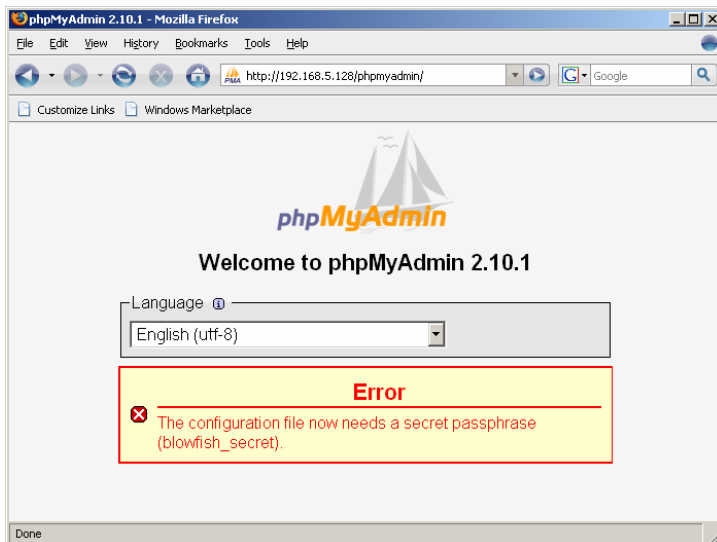 phpMyAdmin 2.10.1 - Mozilla Firefox
File Edit View History Bookmarks Tools Help
PMA http://192.168.5.128/phpmyadmin/ G Google
Customize Links Windows Marketplace
phpMyAdmin
Welcome to phpMyAdmin 2.10.1
Language
English (utf-8)
Error
The configuration file now needs a secret passphrase
(blowfish_secret).
Done